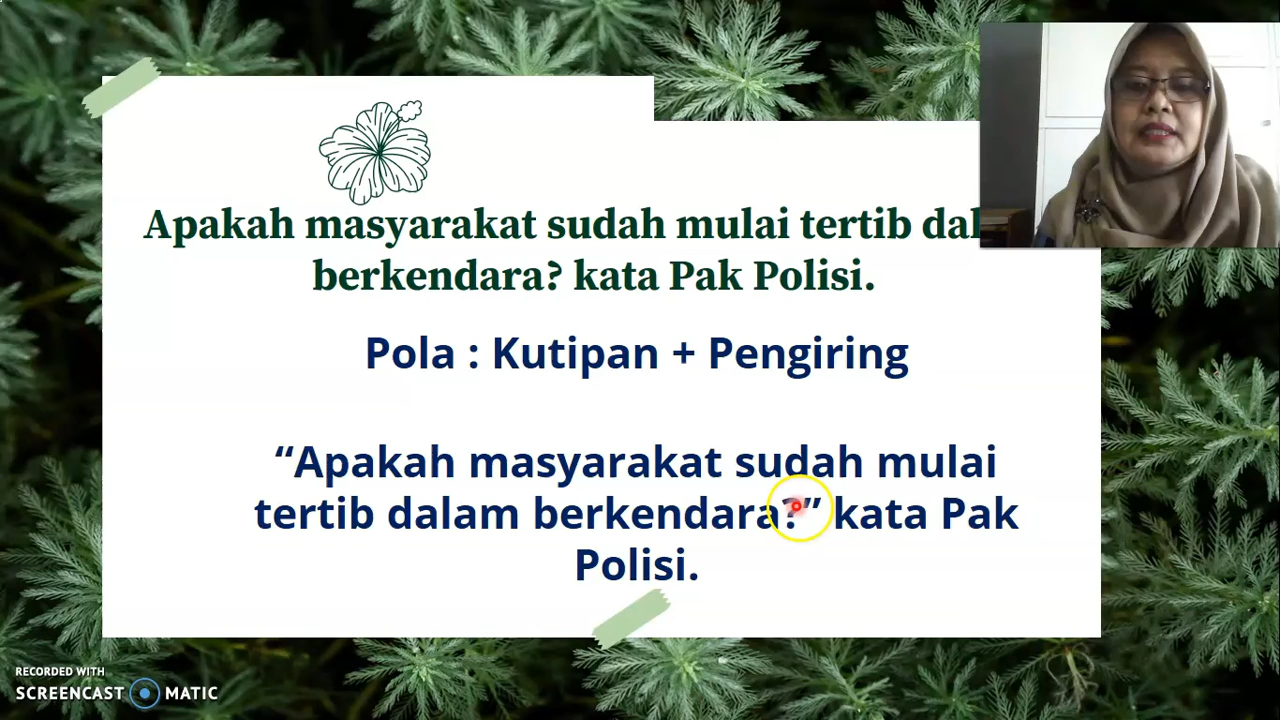 Apakah masyarakat sudah mulai tertib dal
berkendara? kata Pak Polisi.
Pola : Kutipan + Pengiring
“Apakah masyarakat sudah mulai
tertib dalam berkendara?” kata Pak
Polisi.
RECORDED WITH
SCREENCAST MATIC